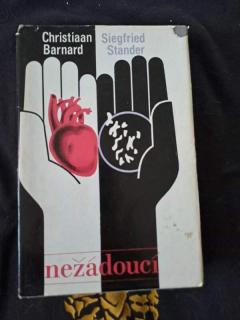 Christiaan Siegfried
Barnard Stander
nežádoucí